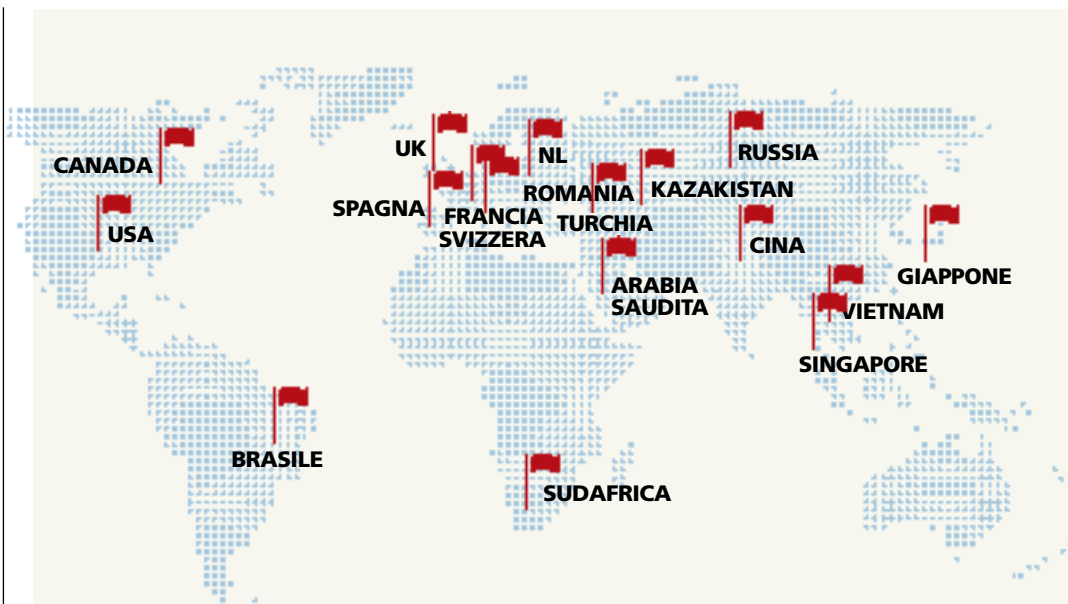 CANADA
USA
UK
NL
RUSSIA
SPAGNA
FRANCIA
SVIZZERA
ROMANIA
TURCHIA
KAZAKISTAN
ARABIA
SAUDITA
CINA
GIAPPONE
VIETNAM
SINGAPORE
BRASILE
SUDAFRICA